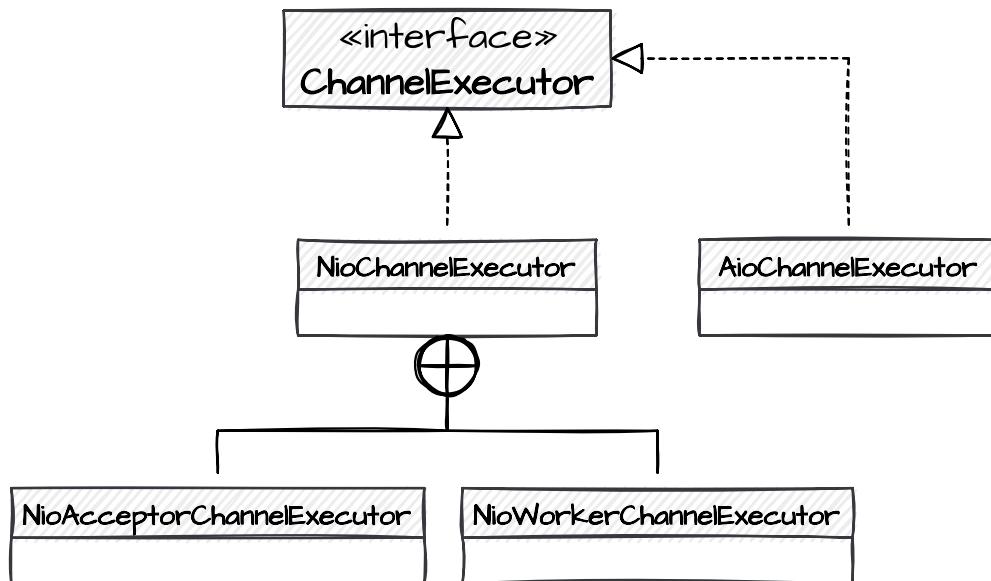 «interface»
ChannelExecutor
NioChannelExecutor
AioChannelExecutor
NioAcceptorChannelExecutor
NioWorkerChannelExecutor